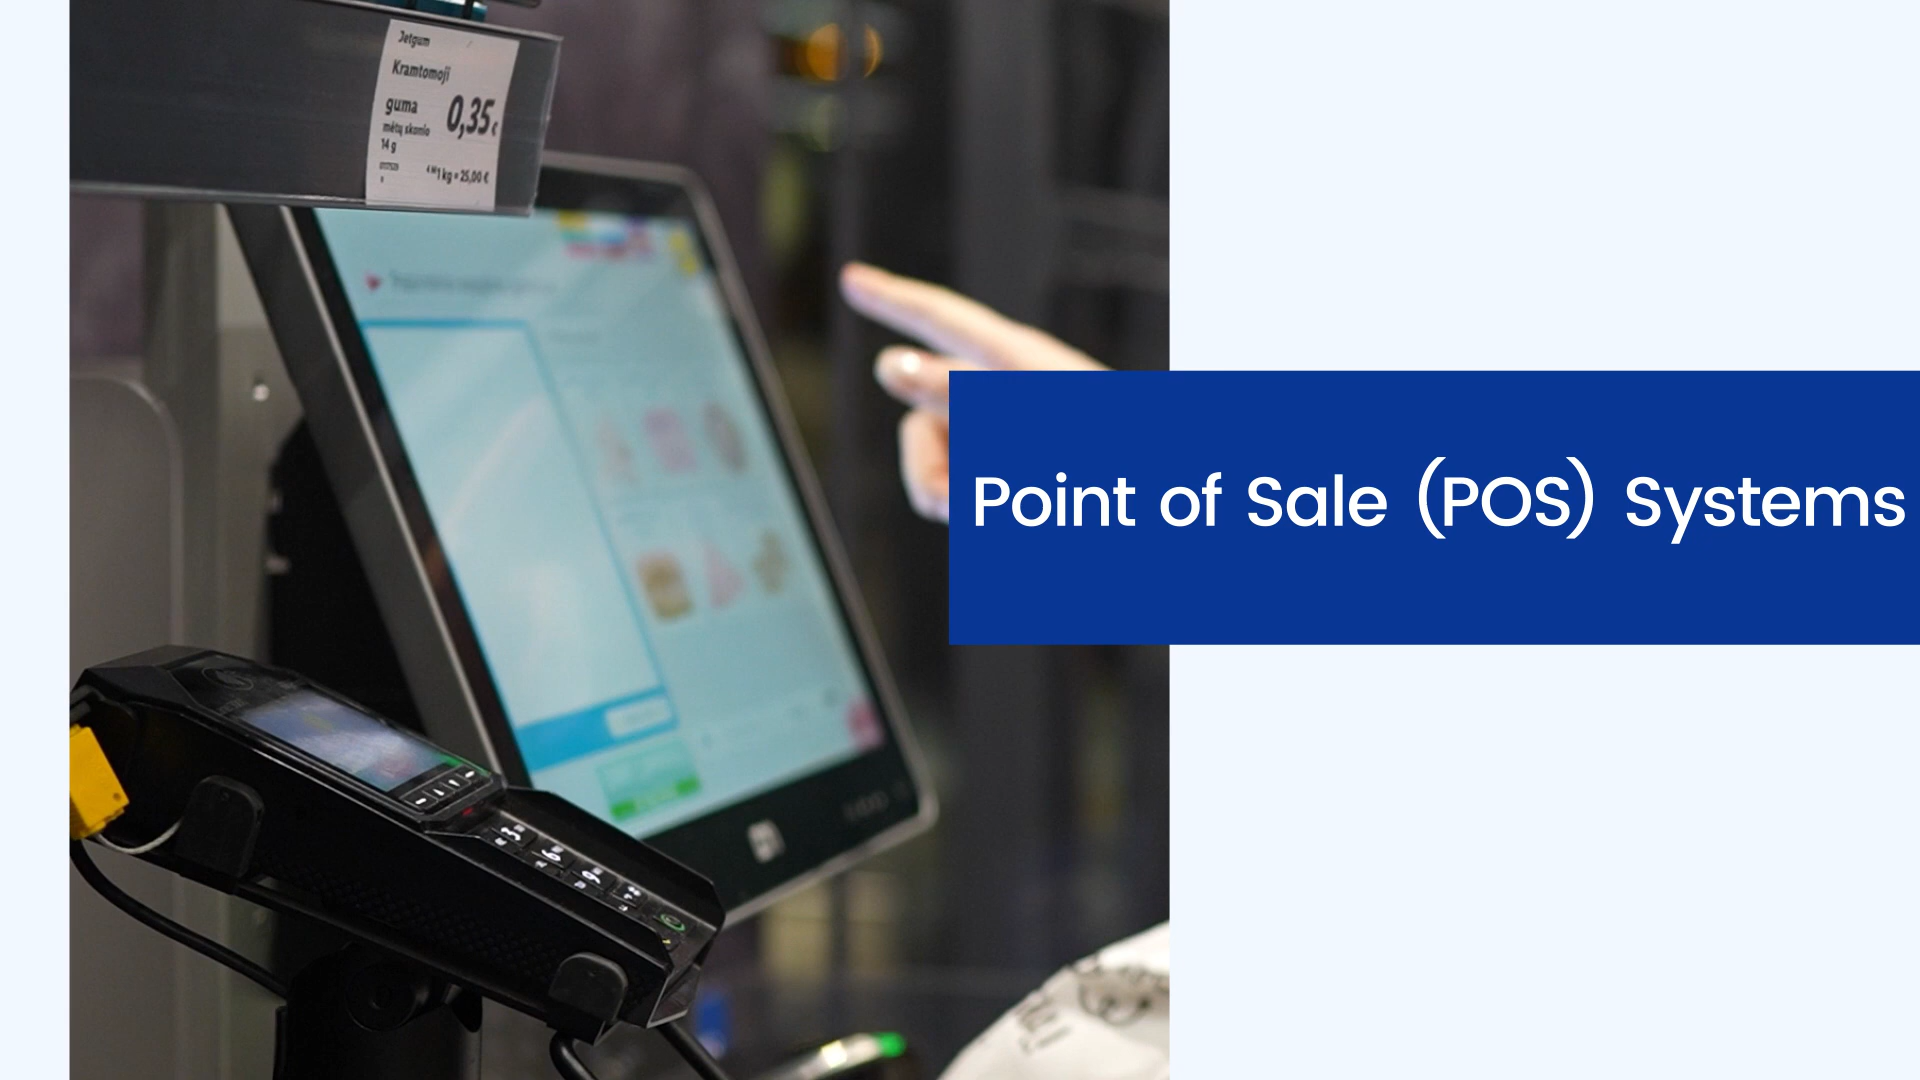 Jetgum
Kramtomoji
guma
0,35€
mėtų skonio
14 g
1 kg = 25,00 €
Point of Sale (POS) Systems